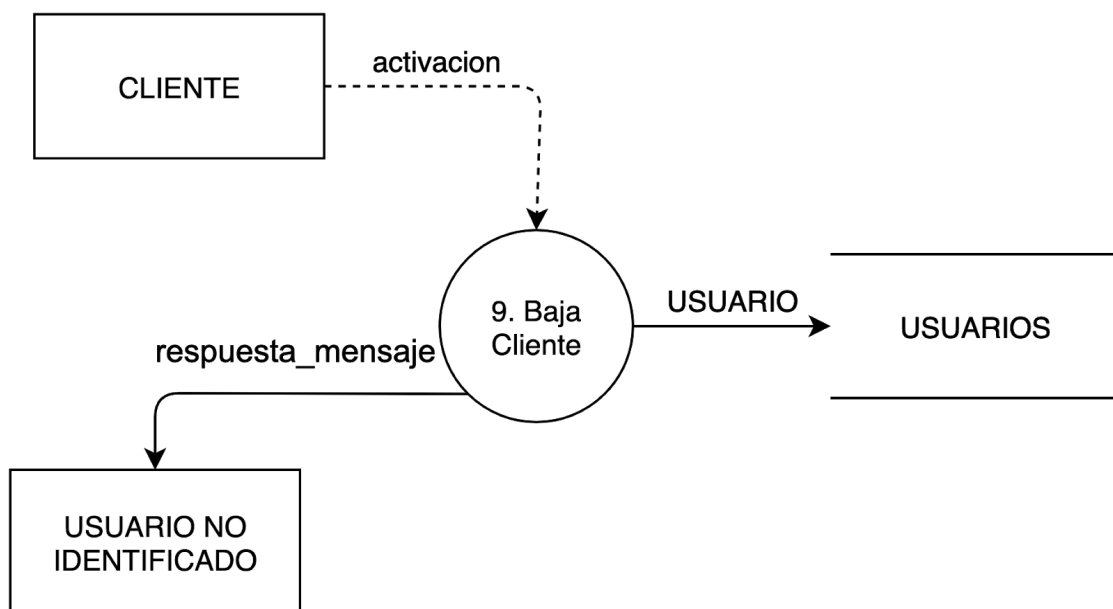 activacion
CLIENTE
9. Baja
Cliente
USUARIO
USUARIOS
respuesta_mensaje
USUARIO NO
IDENTIFICADO